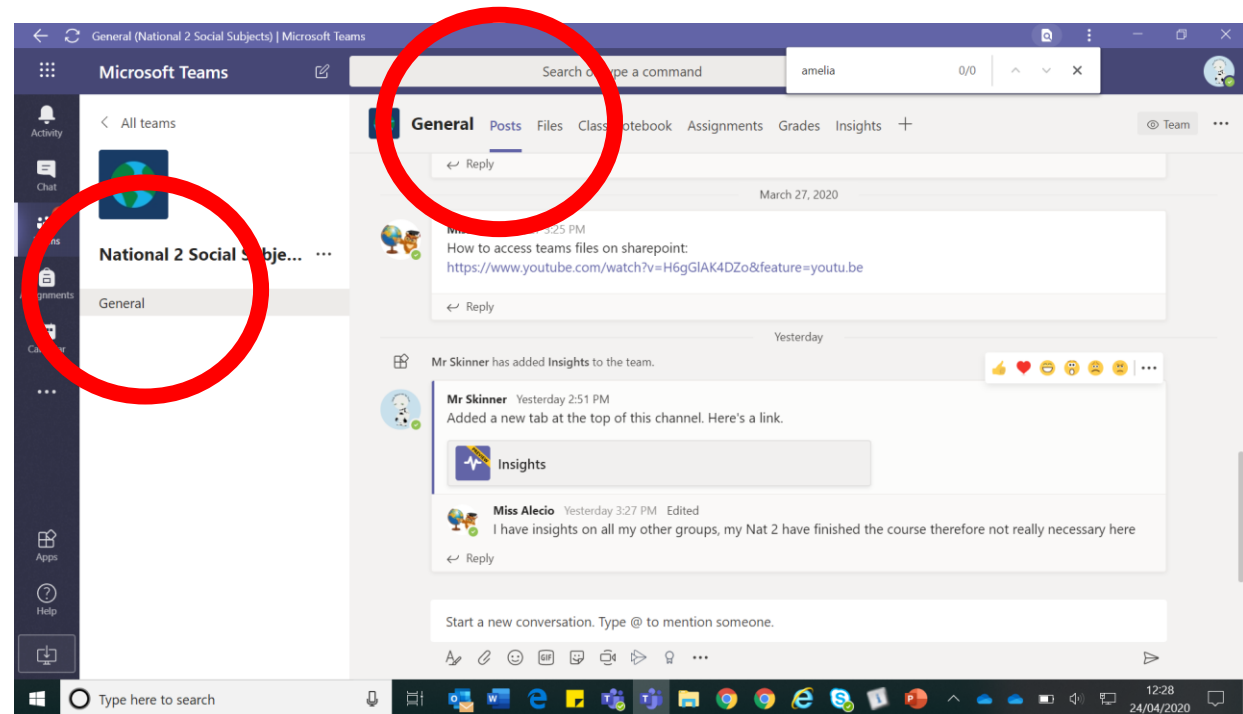 General (National 2 Social Subjects) | Microsoft Teams
Microsoft Teams
Search or type a command
amelia
0/0
Activity
Chat
Calendar
Apps
Help
All teams
National 2 Social Subje...
General
General Posts Files Class Notebook Assignments Grades Insights
Team
Reply
March 27, 2020
5:25 PM
How to access teams files on sharepoint:
https://www.youtube.com/watch?v=H6gGlAK4DZo&feature=youtu.be
Reply
Yesterday
Mr Skinner has added Insights to the team.
Mr Skinner Yesterday 2:51 PM
Added a new tab at the top of this channel. Here's a link.
PREVIEW
Insights
Miss Alecio Yesterday 3:27 PM Edited
I have insights on all my other groups, my Nat 2 have finished the course therefore not really necessary here
Reply
Start a new conversation. Type @ to mention someone.
GIF
Type here to search
12:28
24/04/2020